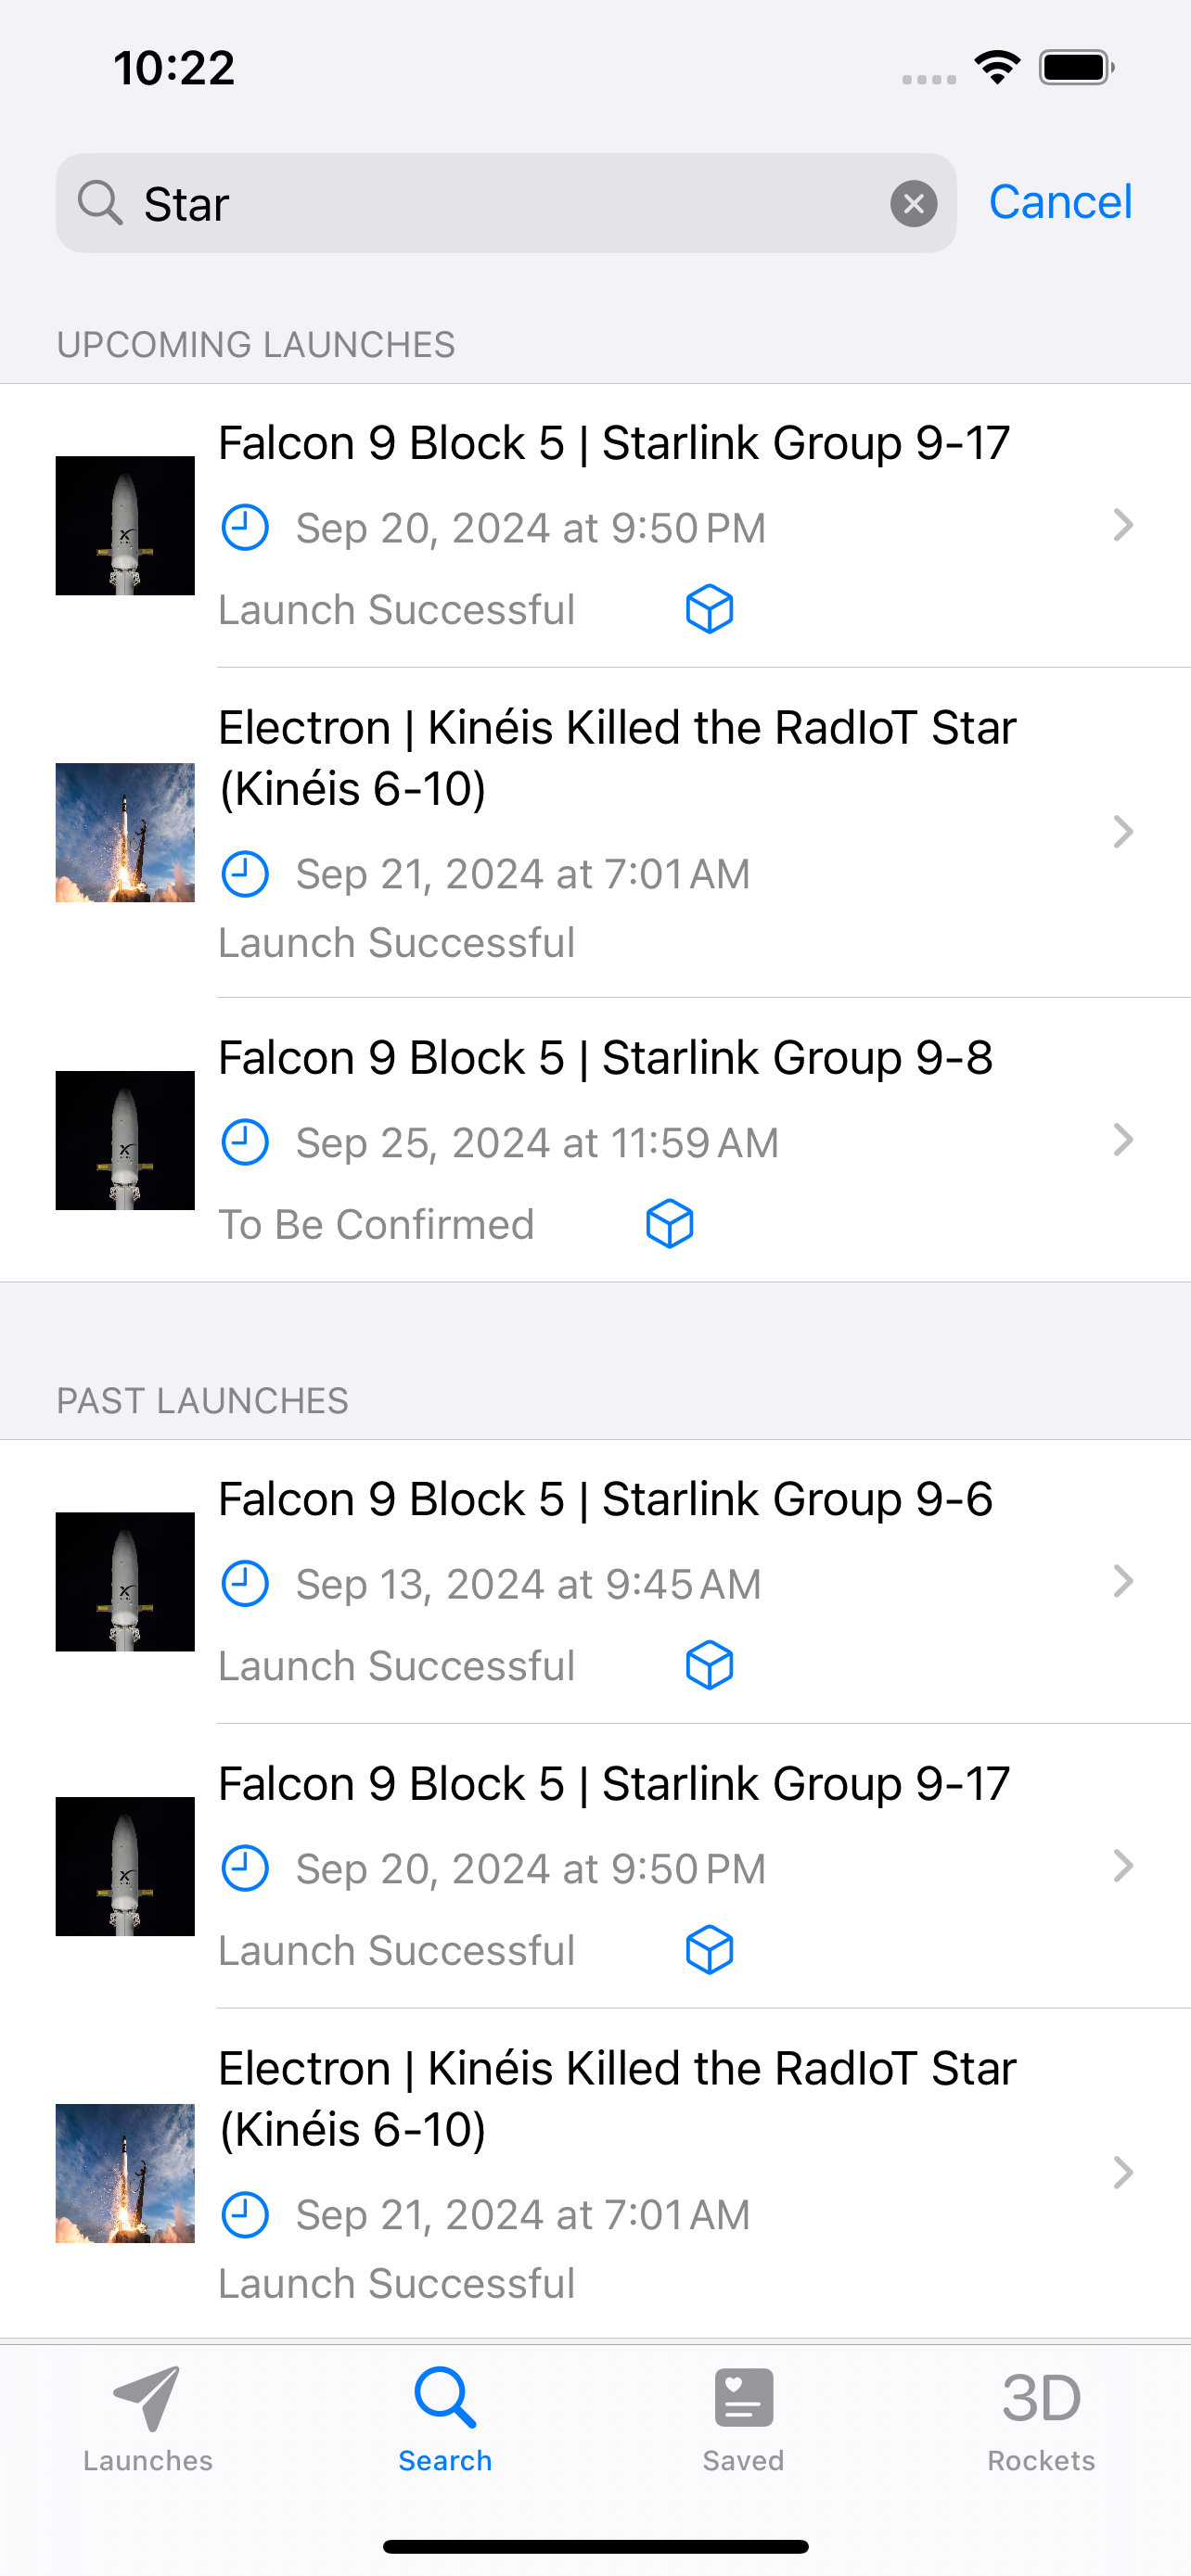 10:22
Star
Cancel
UPCOMING LAUNCHES
Falcon 9 Block 5 | Starlink Group 9-17
Sep 20, 2024 at 9:50 PM
Launch Successful
Electron | Kinéis Killed the RadIoT Star
(Kinéis 6-10)
Sep 21, 2024 at 7:01 AM
Launch Successful
Falcon 9 Block 5 | Starlink Group 9-8
Sep 25, 2024 at 11:59 AM
To Be Confirmed
PAST LAUNCHES
Falcon 9 Block 5 | Starlink Group 9-6
Sep 13, 2024 at 9:45 AM
Launch Successful
Falcon 9 Block 5 | Starlink Group 9-17
Sep 20, 2024 at 9:50 PM
Launch Successful
Electron | Kinéis Killed the RadIoT Star
(Kinéis 6-10)
Sep 21, 2024 at 7:01 AM
Launch Successful
3D
Launches
Search
Saved
Rockets